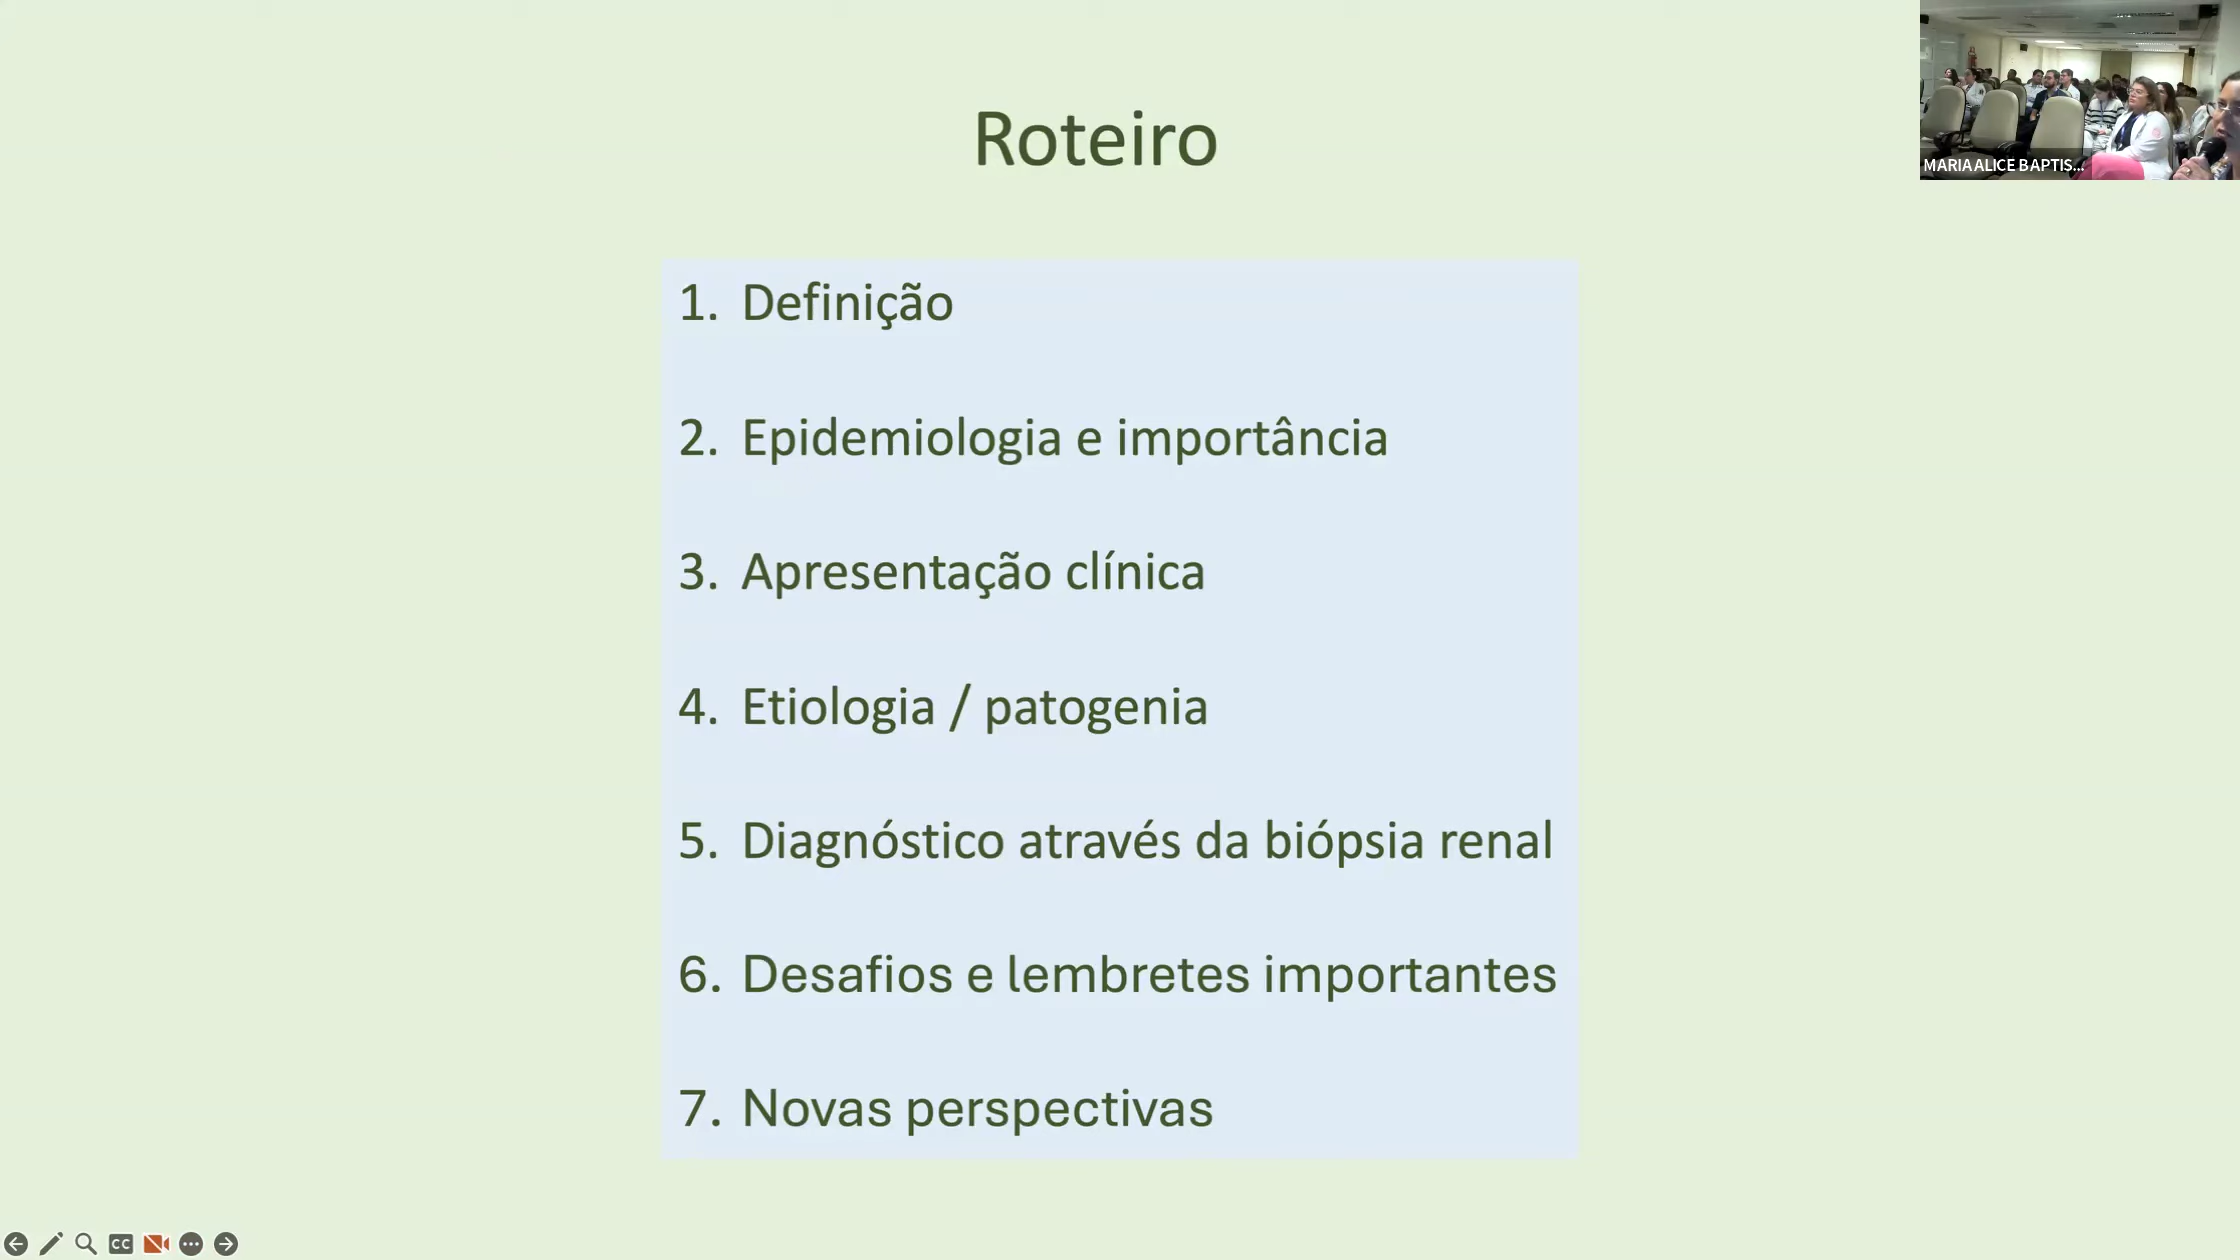 Roteiro
MARIA ALICE BAPTIS...
1. Definição
2. Epidemiologia e importância
3. Apresentação clínica
4. Etiologia / patogenia
5. Diagnóstico através da biópsia renal
6. Desafios e lembretes importantes
7. Novas perspectivas
CC